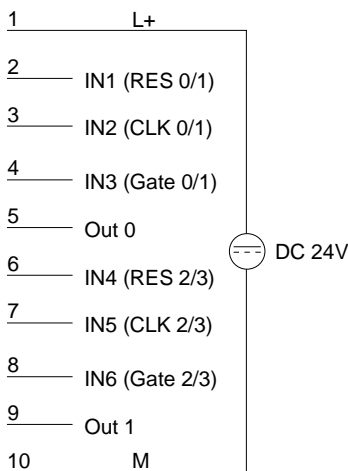 1 L+
2 IN1 (RES 0/1)
3 IN2 (CLK 0/1)
4 IN3 (Gate 0/1)
5 Out 0
DC 24V
6 IN4 (RES 2/3)
7 IN5 (CLK 2/3)
8 IN6 (Gate 2/3)
9 Out 1
10 M